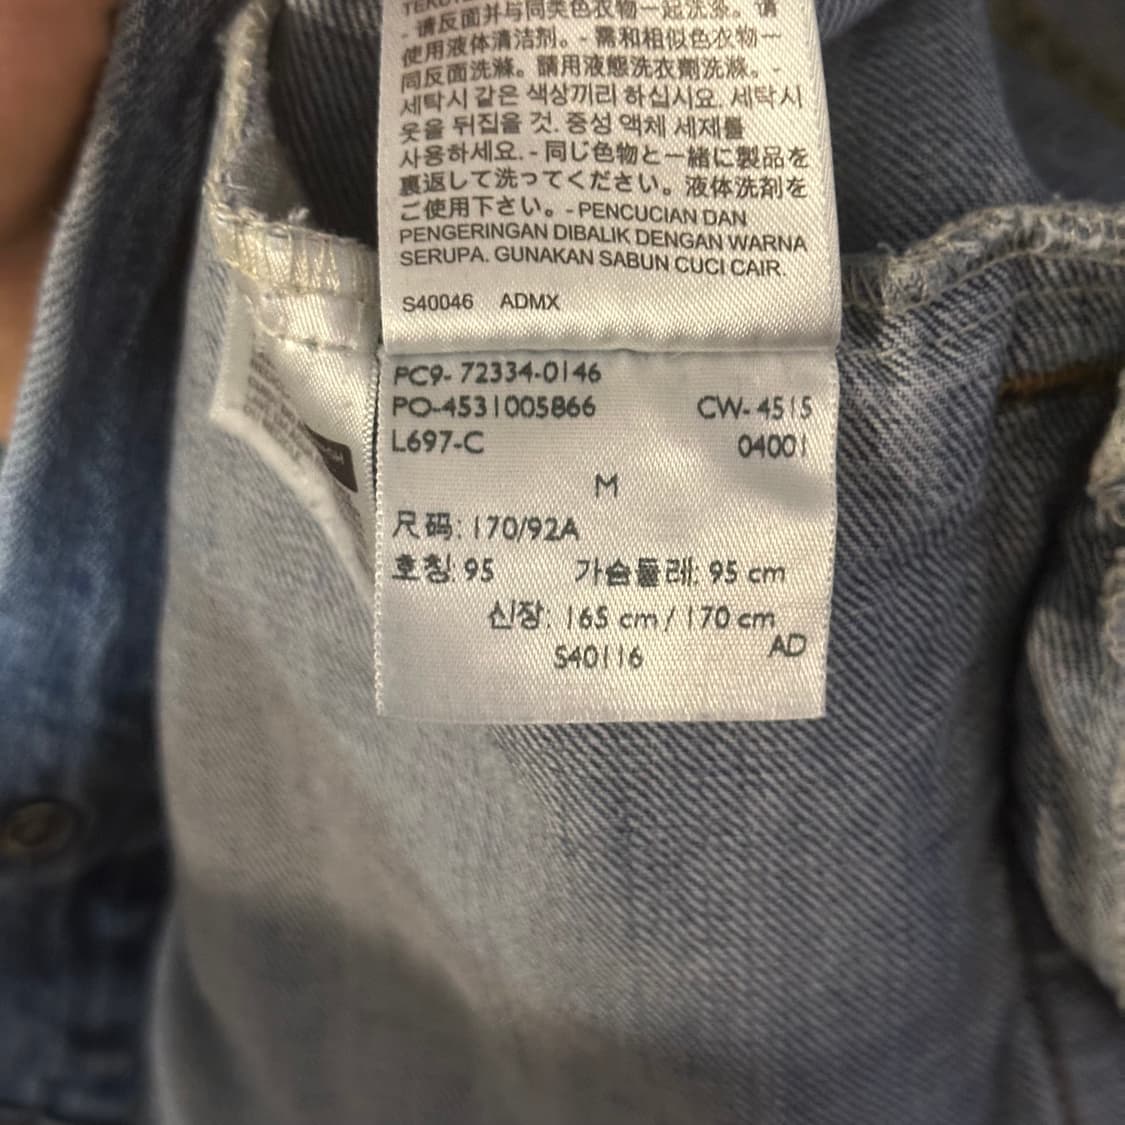 - 请反面并与同类色衣物一起洗涤。请
使用液体清洁剂。- 需和相似色衣物一
同反面洗滌。請用液態洗衣劑洗滌。-
세탁시 같은 색상끼리 하십시요. 세탁시
옷을 뒤집을 것. 중성 액체 세제를
사용하세요. - 同じ色物と一緒に製品を
裏返して洗ってください。液体洗剤を
ご使用下さい。- PENCUCIAN DAN
PENGERINGAN DIBALIK DENGAN WARNA
SERUPA. GUNAKAN SABUN CUCI CAIR.
S40046 ADMX
PC9- 72334-0146
PO-4531005866 CW- 4515
L697-C 04001
M
尺码: 170/92A
호칭: 95 가슴둘레: 95 cm
신장: 165 cm / 170 cm
S40116 AD